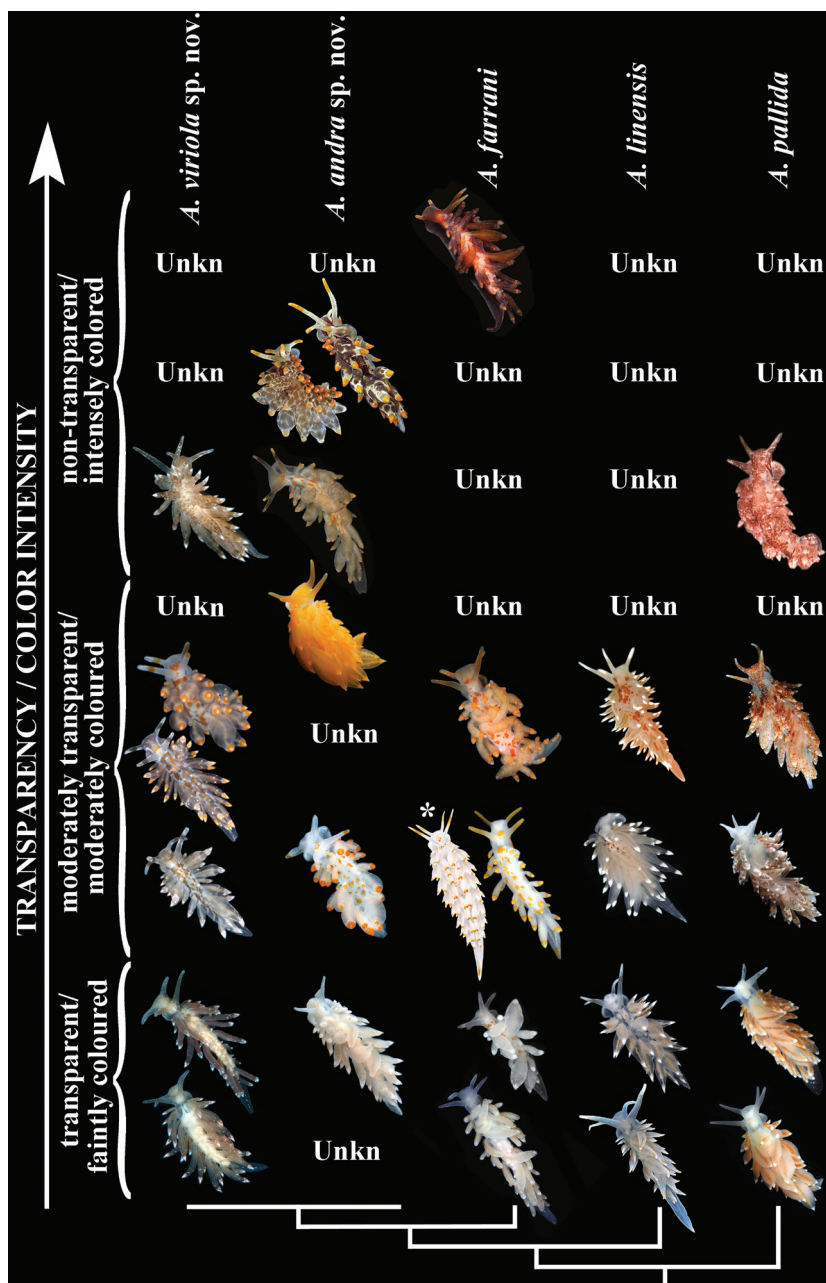 A. viriola sp. nov.
A. andra sp. nov.
A. farrani
A. linensis
A. pallida
TRANSPARENCY / COLOR INTENSITY
non-transparent/
intensely colored
Unkn
Unkn
Unkn
Unkn
Unkn
Unkn
Unkn
Unkn
Unkn
Unkn
moderately transparent/
moderately coloured
Unkn
Unkn
Unkn
Unkn
Unkn
*
transparent/
faintly coloured
Unkn